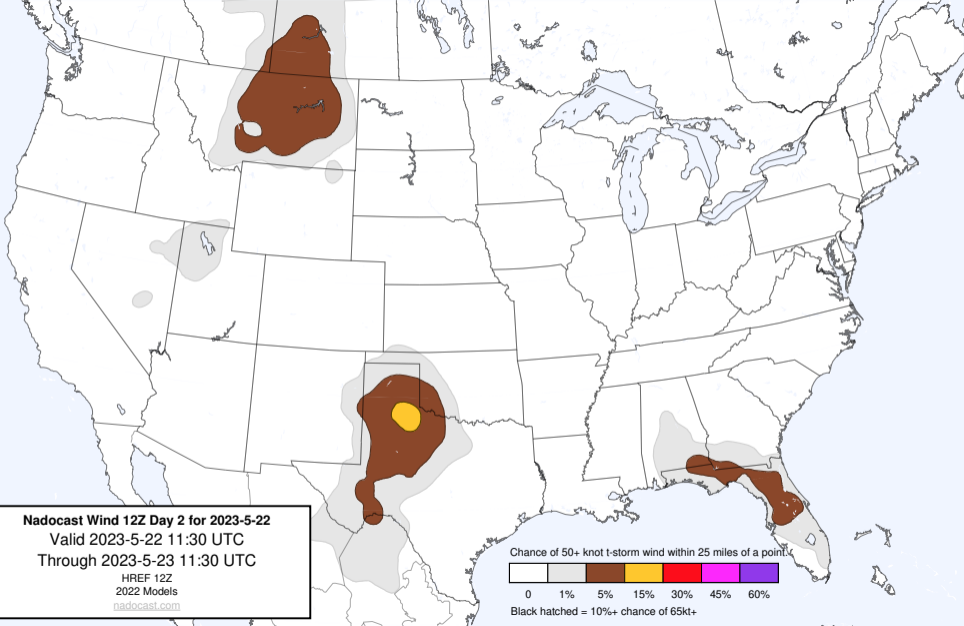 Nadocast Wind 12Z Day 2 for 2023-5-22
Valid 2023-5-22 11:30 UTC
Through 2023-5-23 11:30 UTC
HREF 12Z
2022 Models
nadocast.com
Chance of 50+ knot t-storm wind within 25 miles of a point.
0 1% 5% 15% 30% 45% 60%
Black hatched = 10%+ chance of 65kt+